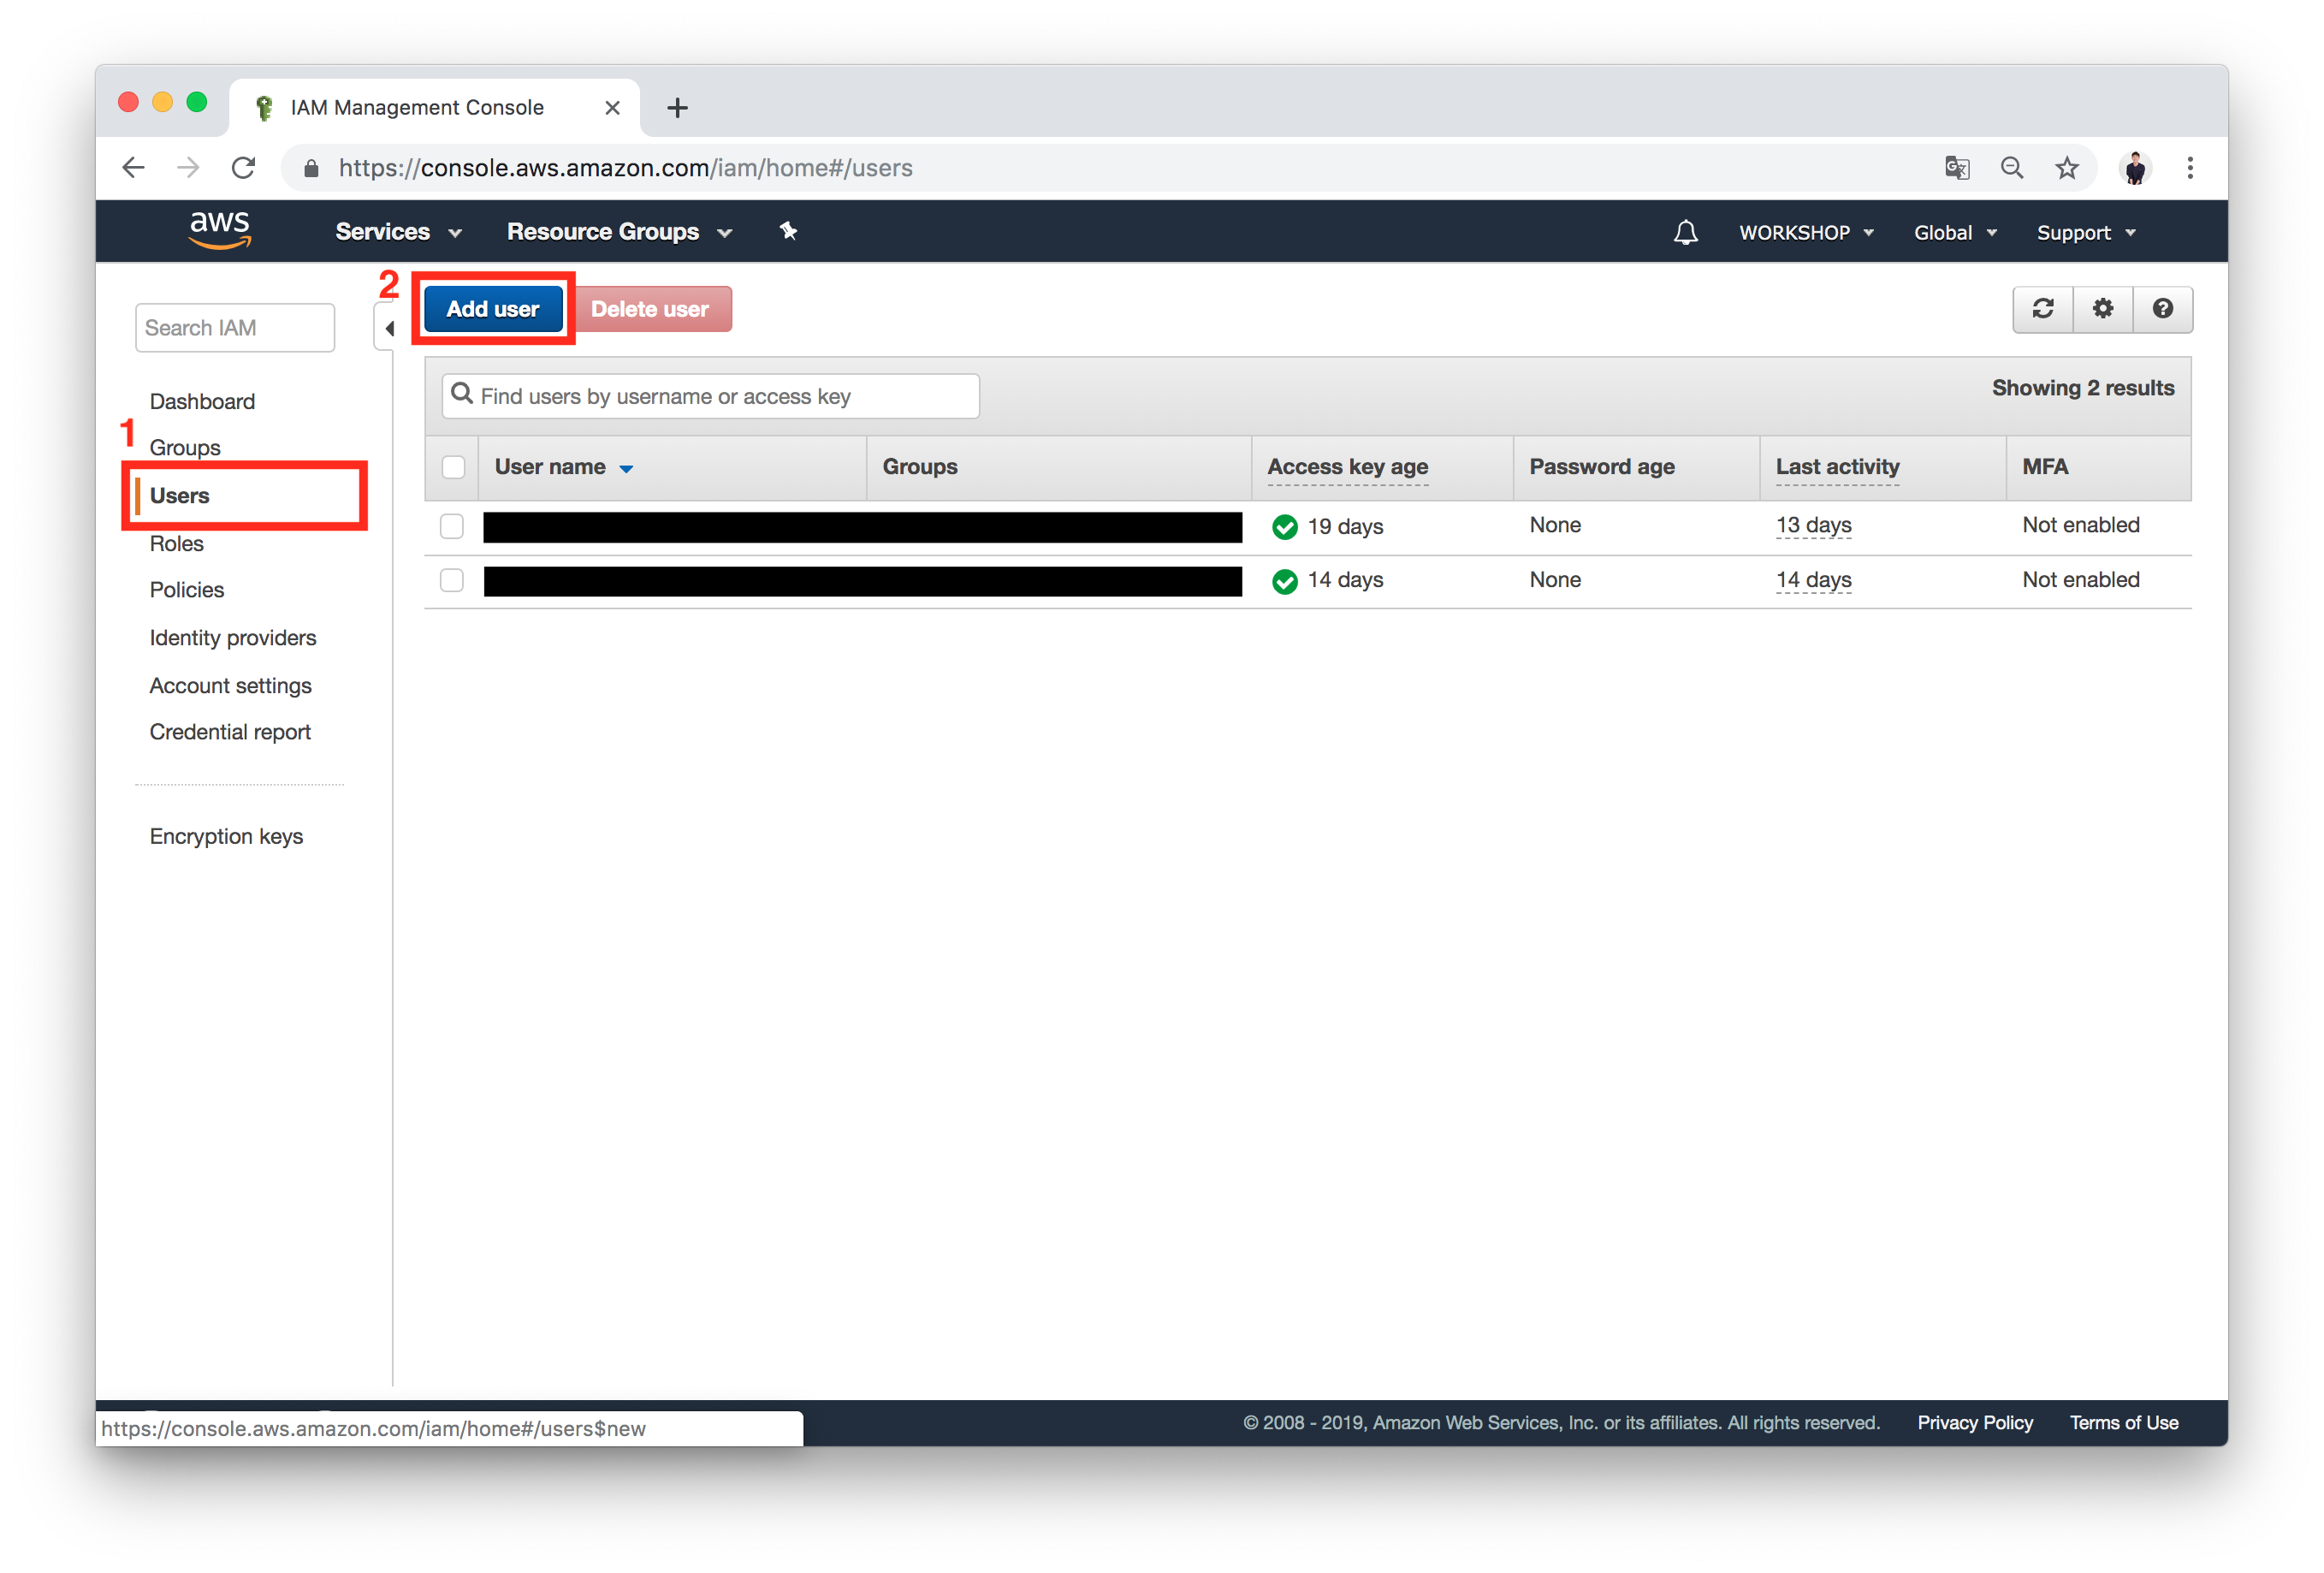 IAM Management Console
https://console.aws.amazon.com/iam/home#/users
aws Services Resource Groups WORKSHOP Global Support
2 Add user Delete user
Search IAM
Find users by username or access key Showing 2 results
Dashboard
1
Groups
Users
Roles
Policies
Identity providers
Account settings
Credential report
Encryption keys
User name Groups Access key age Password age Last activity MFA
19 days None 13 days Not enabled
14 days None 14 days Not enabled
https://console.aws.amazon.com/iam/home#/users$new
© 2008 - 2019, Amazon Web Services, Inc. or its affiliates. All rights reserved. Privacy Policy Terms of Use